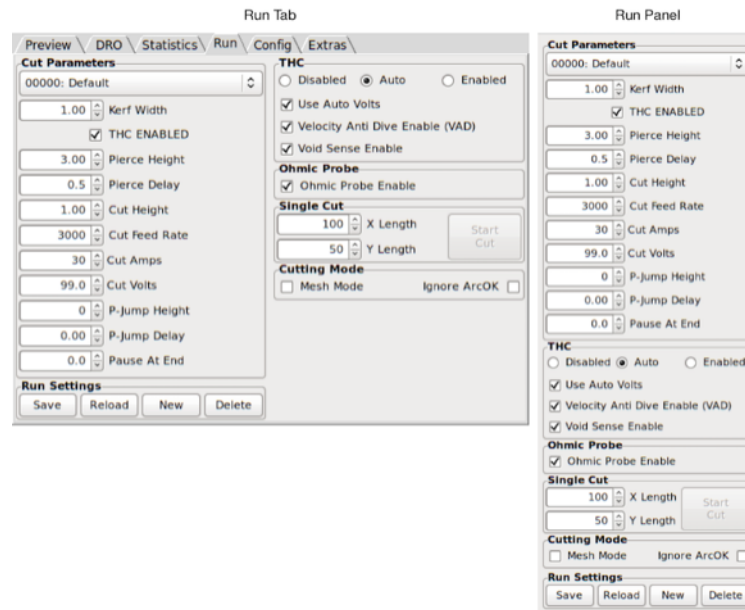 Run Tab
Preview DRO Statistics Run Config Extras
Cut Parameters
00000: Default
1.00 Kerf Width
THC ENABLED
3.00 Pierce Height
0.5 Pierce Delay
1.00 Cut Height
3000 Cut Feed Rate
30 Cut Amps
99.0 Cut Volts
0 P-Jump Height
0.00 P-Jump Delay
0.0 Pause At End
Run Settings
Save Reload New Delete
THC
Disabled Auto Enabled
Use Auto Volts
Velocity Anti Dive Enable (VAD)
Void Sense Enable
Ohmic Probe
Ohmic Probe Enable
Single Cut
100 X Length
50 Y Length
Start
Cut
Cutting Mode
Mesh Mode Ignore ArcOK
Run Panel
Cut Parameters
00000: Default
1.00 Kerf Width
THC ENABLED
3.00 Pierce Height
0.5 Pierce Delay
1.00 Cut Height
3000 Cut Feed Rate
30 Cut Amps
99.0 Cut Volts
0 P-Jump Height
0.00 P-Jump Delay
0.0 Pause At End
THC
Disabled Auto Enabled
Use Auto Volts
Velocity Anti Dive Enable (VAD)
Void Sense Enable
Ohmic Probe
Ohmic Probe Enable
Single Cut
100 X Length
50 Y Length
Start
Cut
Cutting Mode
Mesh Mode Ignore ArcOK
Run Settings
Save Reload New Delete